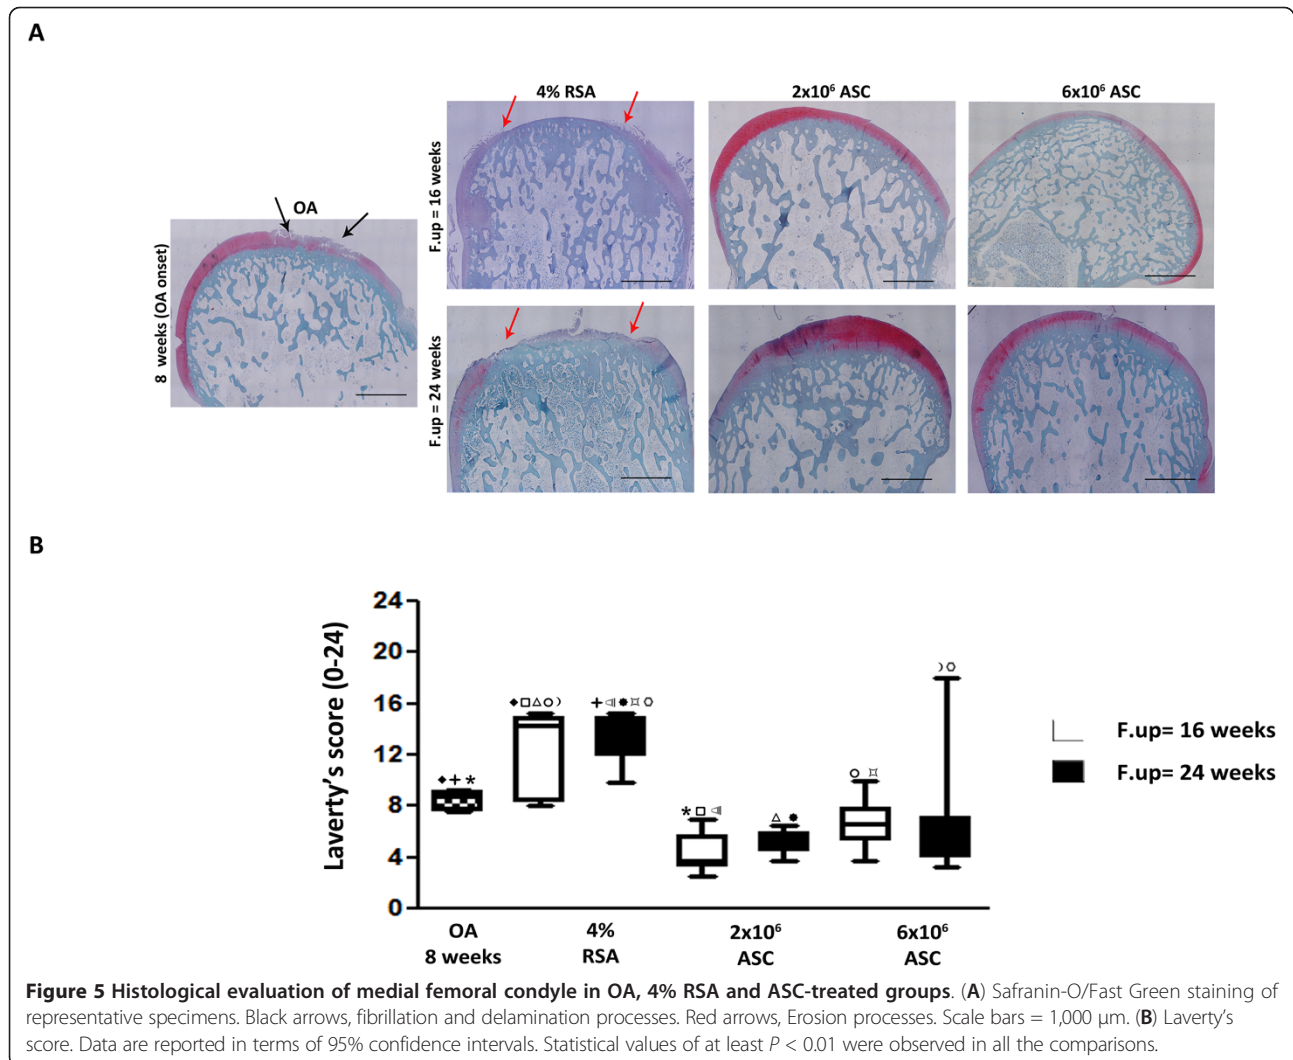 A
4% RSA
2x10⁶ ASC
6x10⁶ ASC
F.up = 16 weeks
OA
8 weeks (OA onset)
F.up = 24 weeks
B
Laverty's score (0-24)
24
20
16
12
8
4
0
◆ + *
◆ □ △ ○ )
+ ◁| ✸ ¤ ○
* □ ◁|
△ ✸
○ ¤
) ○
F.up= 16 weeks
F.up= 24 weeks
OA
8 weeks
4%
RSA
2x10⁶
ASC
6x10⁶
ASC
Figure 5 Histological evaluation of medial femoral condyle in OA, 4% RSA and ASC-treated groups. (A) Safranin-O/Fast Green staining of
representative specimens. Black arrows, fibrillation and delamination processes. Red arrows, Erosion processes. Scale bars = 1,000 μm. (B) Laverty's
score. Data are reported in terms of 95% confidence intervals. Statistical values of at least P < 0.01 were observed in all the comparisons.